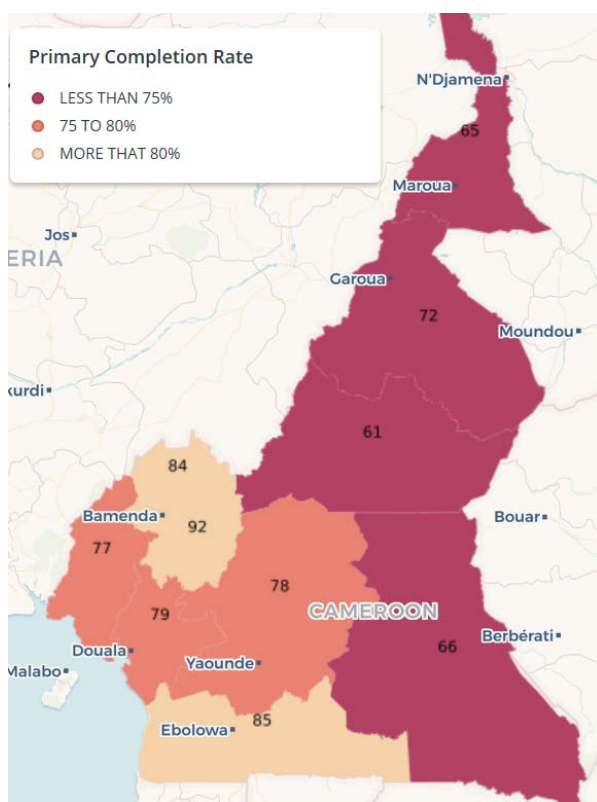 Primary Completion Rate
LESS THAN 75%
75 TO 80%
MORE THAT 80%
N'Djamena
65
Maroua
Jos
ERIA
Garoua
72
Moundou
kurdi
61
84
Bamenda
92
Bouar
77
78
79
CAMEROON
Berbérati
Douala
66
Malabo
Yaounde
85
Ebolowa